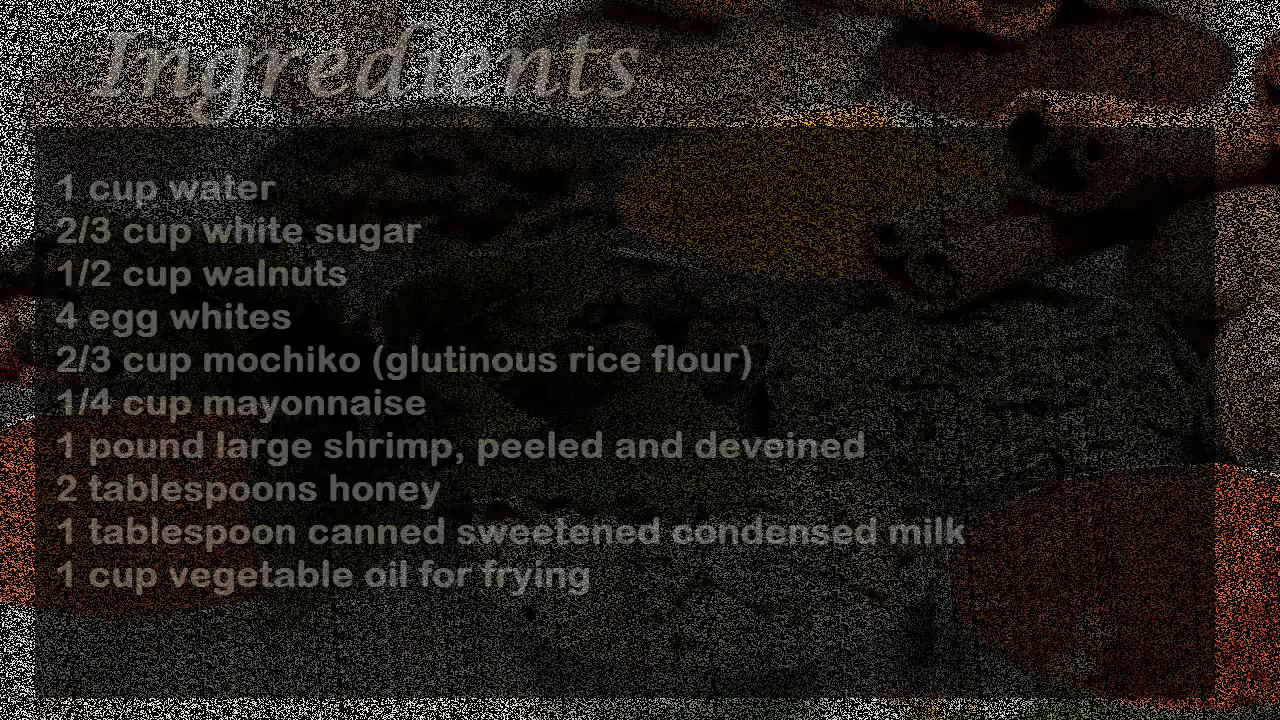 Ingredients
1 cup water
2/3 cup white sugar
1/2 cup walnuts
4 egg whites
2/3 cup mochiko (glutinous rice flour)
1/4 cup mayonnaise
1 pound large shrimp, peeled and deveined
2 tablespoons honey
1 tablespoon canned sweetened condensed milk
1 cup vegetable oil for frying